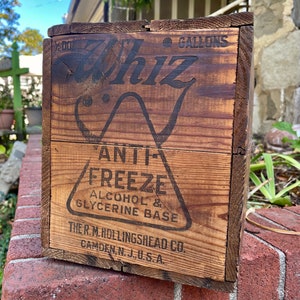 GALLONS
Whiz
ANTI-
FREEZE
ALCOHOL &
GLYCERINE BASE
THE R. M. HOLLINGSHEAD CO.
CAMDEN, N. J., U.S.A.